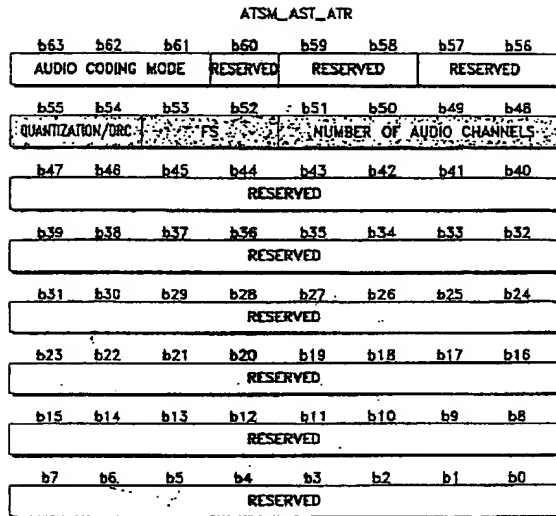 ATSM_AST_ATR
b63 b62 b61 b60 b59 b58 b57 b56
AUDIO CODING MODE RESERVED RESERVED RESERVED
b55 b54 b53 b52 b51 b50 b49 b48
QUANTIZATION/DRC FS NUMBER OF AUDIO CHANNELS
b47 b46 b45 b44 b43 b42 b41 b40
RESERVED
b39 b38 b37 b36 b35 b34 b33 b32
RESERVED
b31 b30 b29 b28 b27 b26 b25 b24
RESERVED
b23 b22 b21 b20 b19 b18 b17 b16
RESERVED
b15 b14 b13 b12 b11 b10 b9 b8
RESERVED
b7 b6 b5 b4 b3 b2 b1 b0
RESERVED